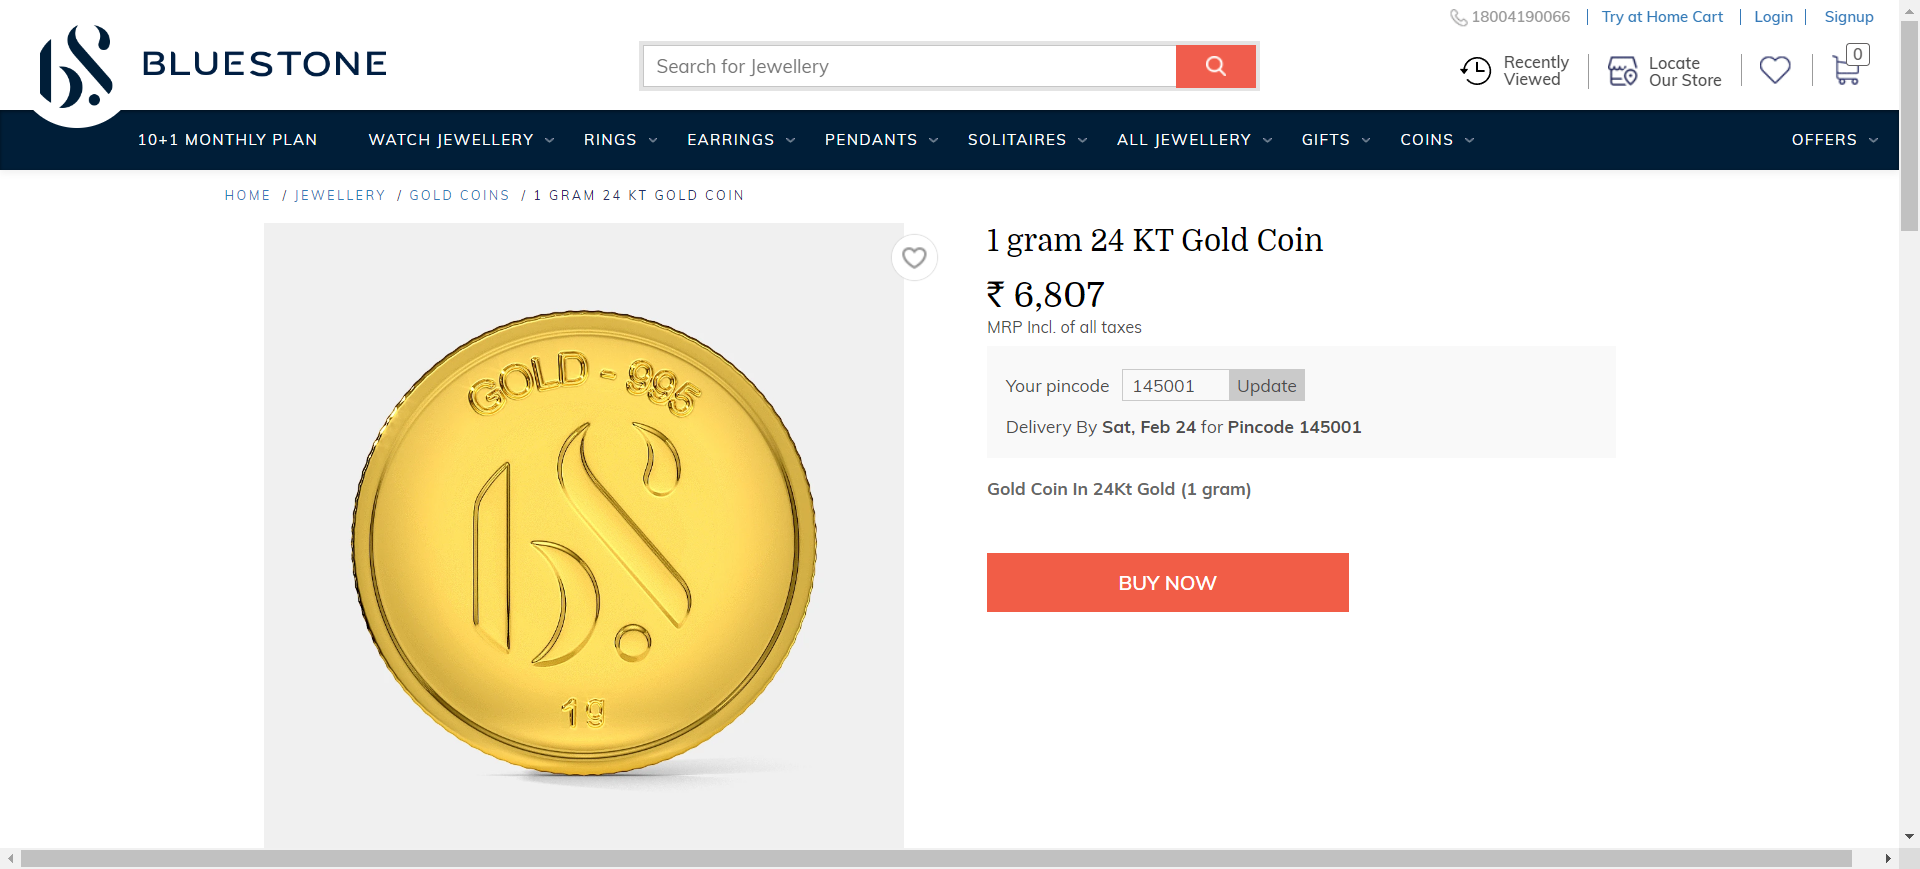 18004190066 | Try at Home Cart | Login | Signup
BLUESTONE
Search for Jewellery
Recently Viewed
Locate Our Store
0
10+1 MONTHLY PLAN WATCH JEWELLERY RINGS EARRINGS PENDANTS SOLITAIRES ALL JEWELLERY GIFTS COINS OFFERS
HOME / JEWELLERY / GOLD COINS / 1 GRAM 24 KT GOLD COIN
GOLD - 995
1g
1 gram 24 KT Gold Coin
₹ 6,807
MRP Incl. of all taxes
Your pincode 145001 Update
Delivery By Sat, Feb 24 for Pincode 145001
Gold Coin In 24Kt Gold (1 gram)
BUY NOW